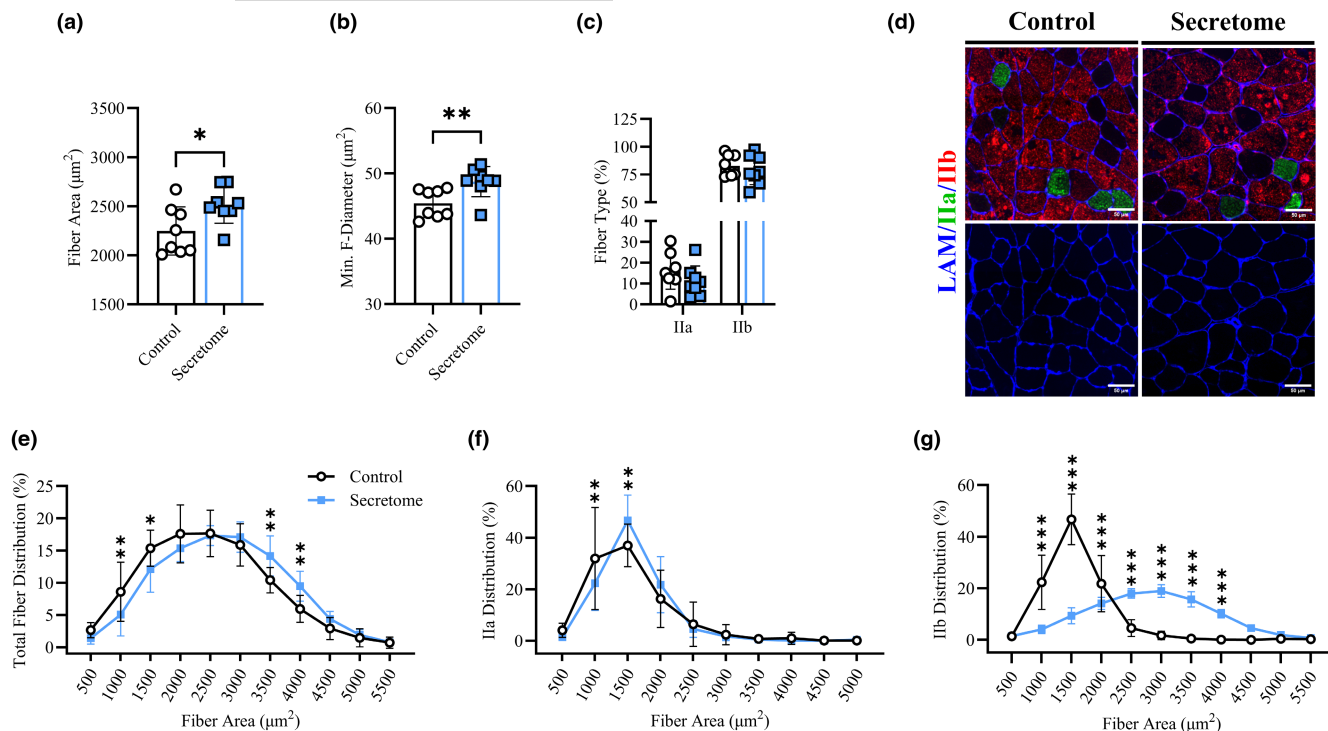 (a)
Fiber Area (μm²)
3500
3000
2500
2000
1500
*
Control
Secretome
(b)
Min. F-Diameter (μm²)
60
50
40
30
**
Control
Secretome
(c)
Fiber Type (%)
125
100
75
50
40
30
20
10
0
IIa
IIb
(d)
Control
Secretome
LAM/IIa/IIb
50 μm
50 μm
50 μm
50 μm
(e)
Total Fiber Distribution (%)
25
20
15
10
5
0
Control
Secretome
**
*
**
**
500
1000
1500
2000
2500
3000
3500
4000
4500
5000
5500
Fiber Area (μm²)
(f)
IIa Distribution (%)
60
40
20
0
**
**
500
1000
1500
2000
2500
3000
3500
4000
4500
5000
Fiber Area (μm²)
(g)
IIb Distribution (%)
60
40
20
0
***
***
***
***
***
***
***
500
1000
1500
2000
2500
3000
3500
4000
4500
5000
5500
Fiber Area (μm²)